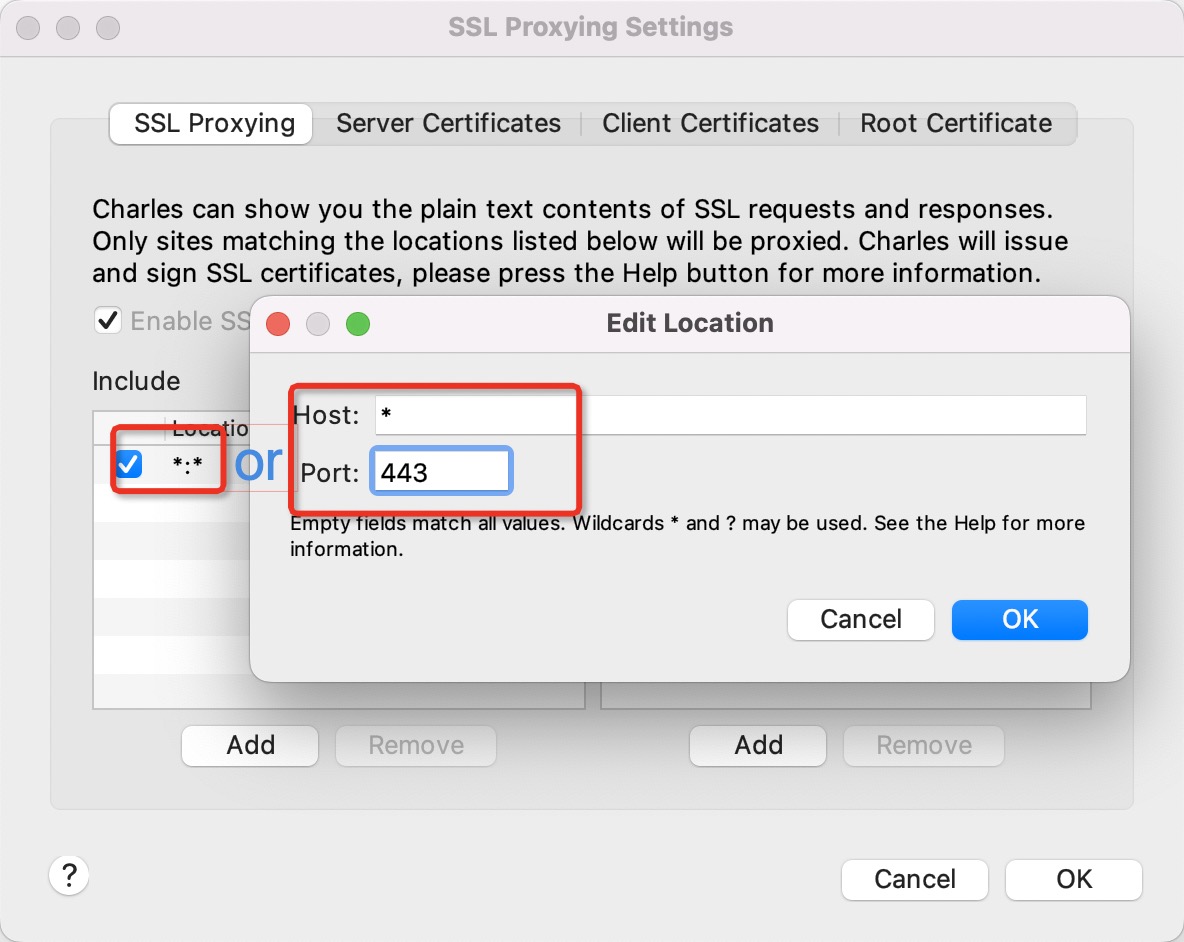 SSL Proxying Settings
SSL Proxying Server Certificates Client Certificates Root Certificate
Charles can show you the plain text contents of SSL requests and responses.
Only sites matching the locations listed below will be proxied. Charles will issue
and sign SSL certificates, please press the Help button for more information.
Enable SS
Edit Location
Include
Locatio
Host: *
*:* or
Port: 443
Empty fields match all values. Wildcards * and ? may be used. See the Help for more
information.
Cancel OK
Add Remove Add Remove
? Cancel OK